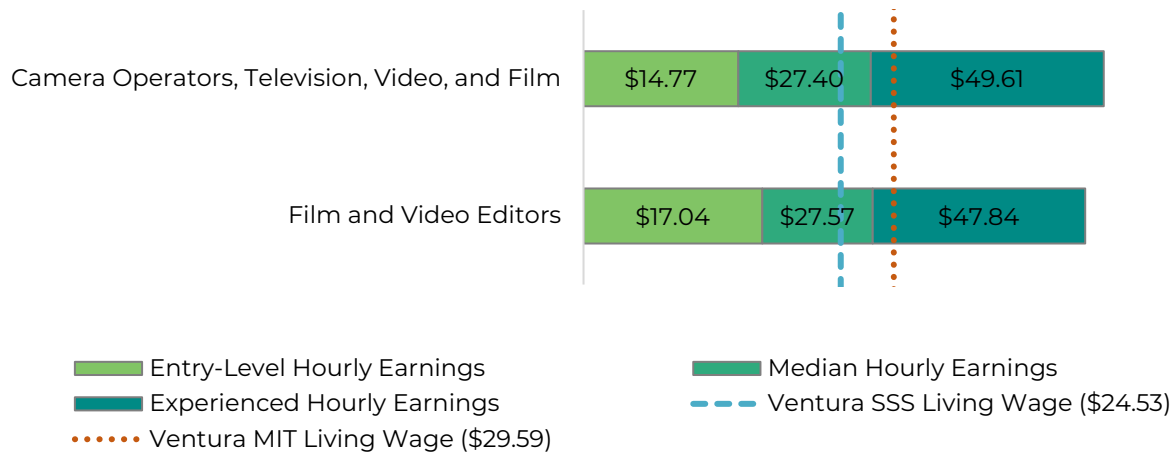 Camera Operators, Television, Video, and Film
$14.77
$27.40
$49.61
Film and Video Editors
$17.04
$27.57
$47.84
Entry-Level Hourly Earnings
Median Hourly Earnings
Experienced Hourly Earnings
Ventura SSS Living Wage ($24.53)
Ventura MIT Living Wage ($29.59)